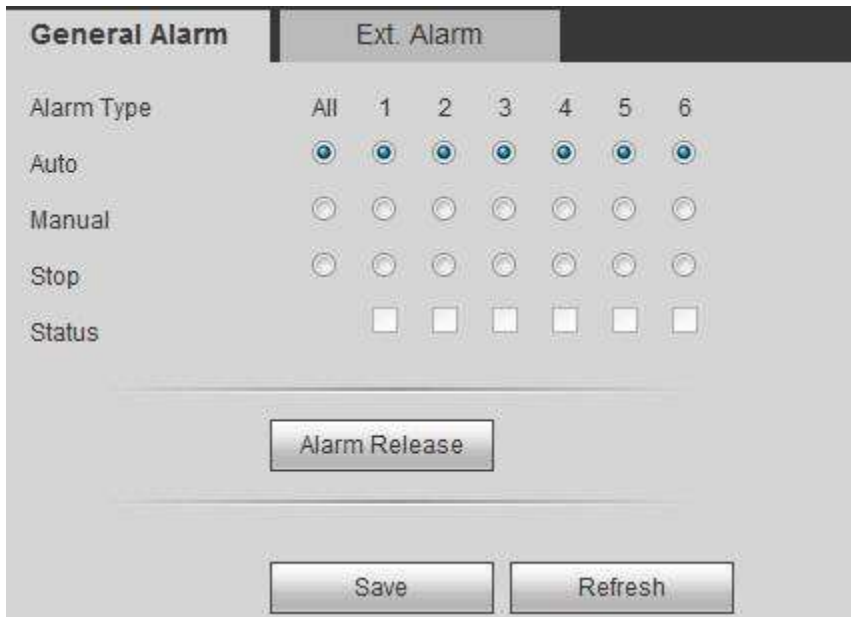 General Alarm Ext. Alarm
Alarm Type All 1 2 3 4 5 6
Auto
Manual
Stop
Status
Alarm Release
Save Refresh